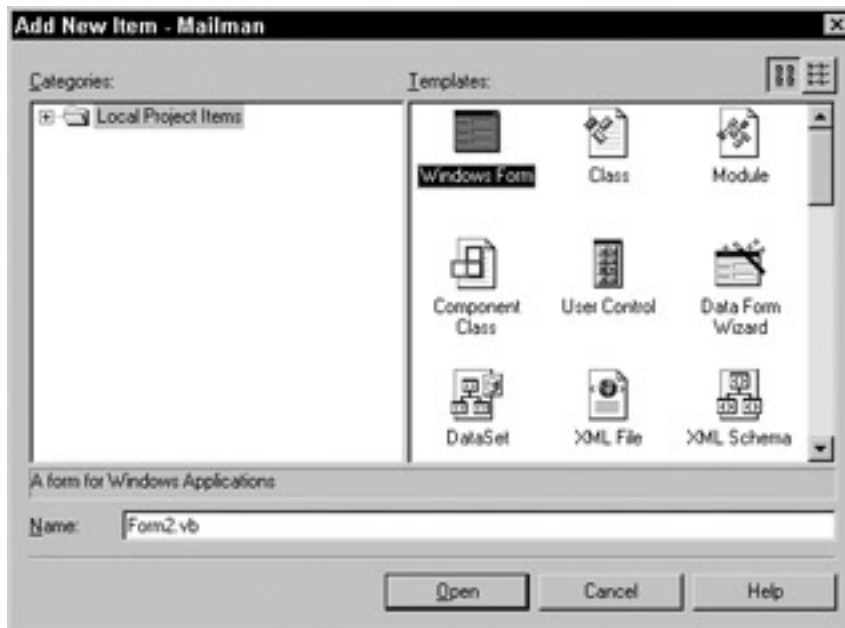 Add New Item - Mailman
Categories:
Templates:
Local Project Items
Windows Form
Class
Module
Component
Class
User Control
Data Form
Wizard
DataSet
XML File
XML Schema
A form for Windows Applications
Name:
Form2.vb
Open
Cancel
Help